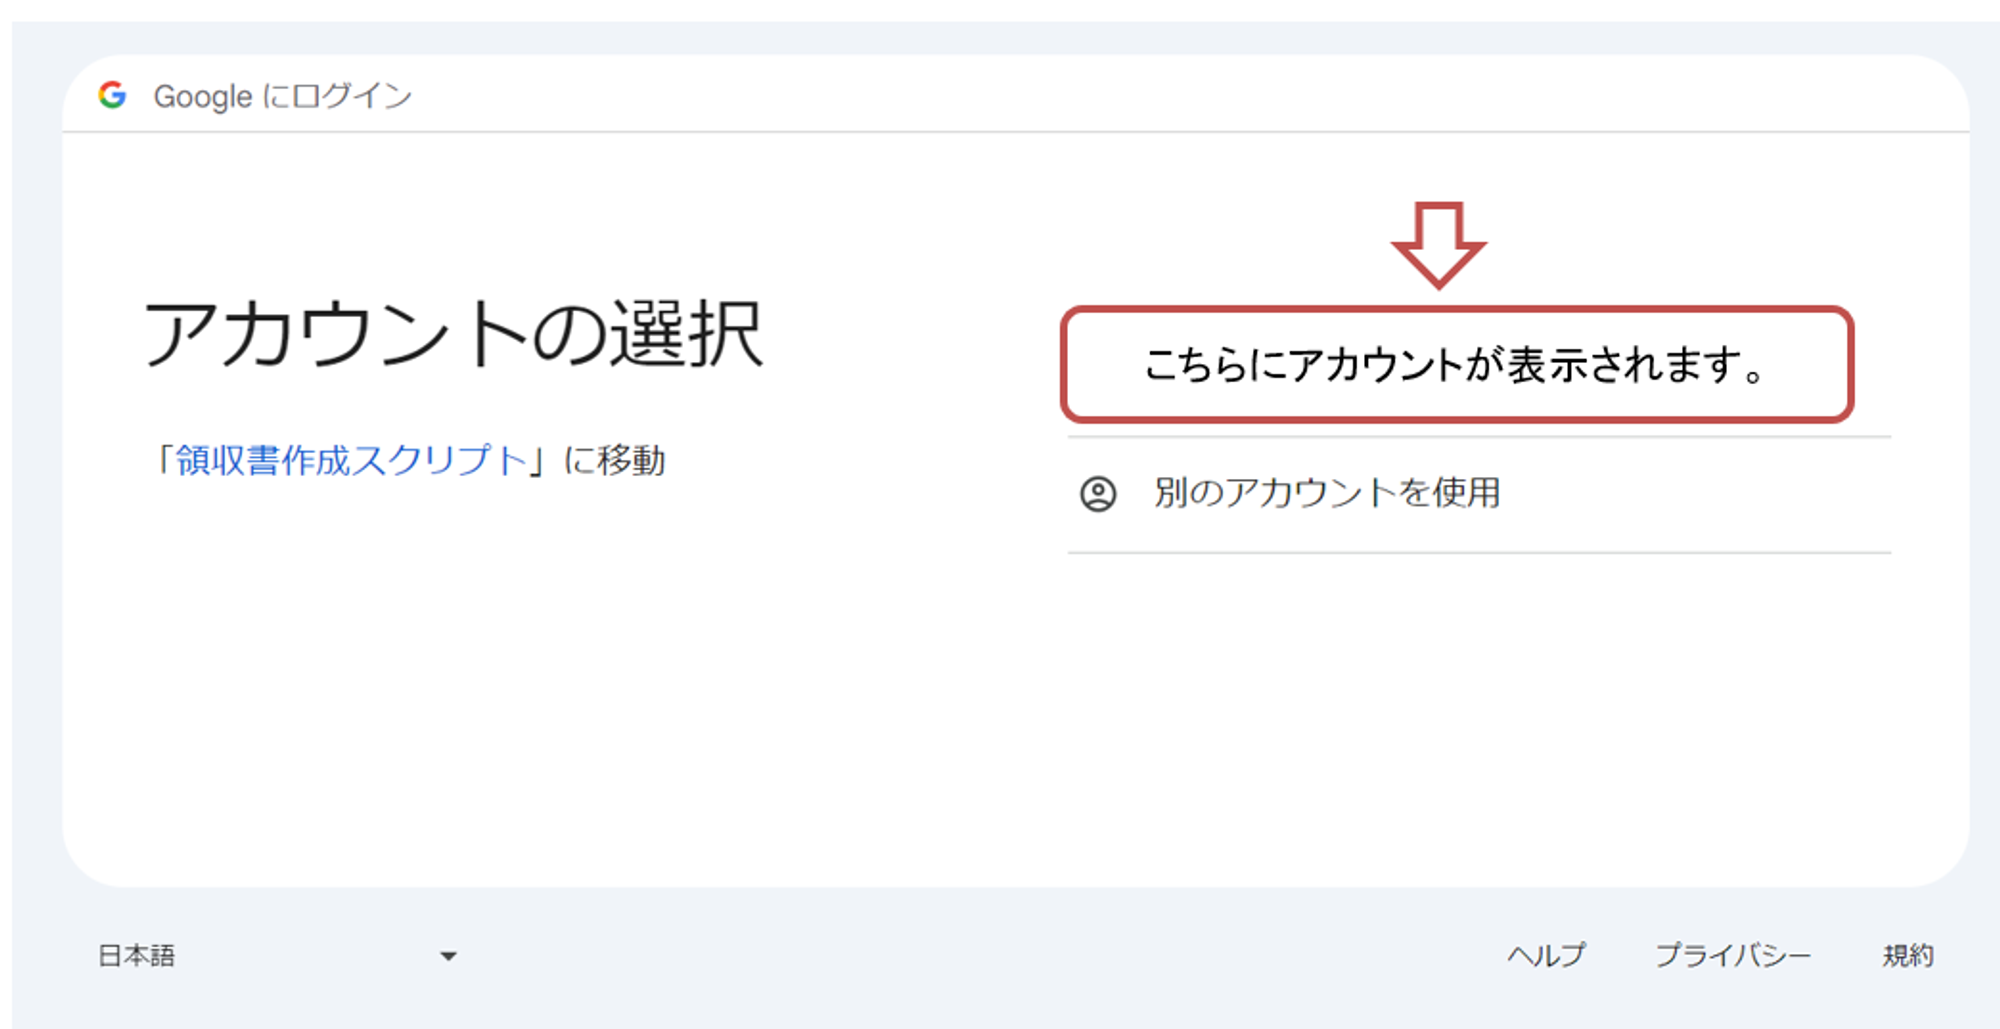 Google にログイン
アカウントの選択
「領収書作成スクリプト」に移動
こちらにアカウントが表示されます。
別のアカウントを使用
日本語
ヘルプ
プライバシー
規約